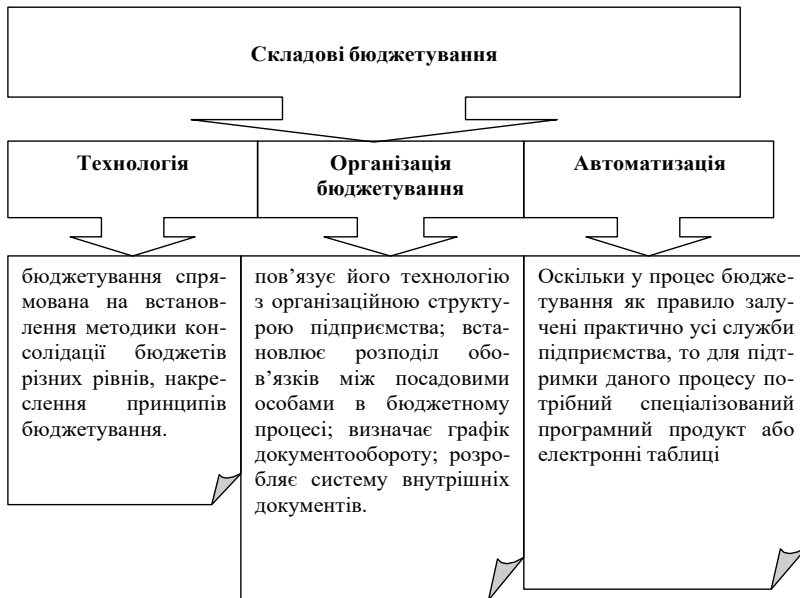 Складові бюджетування
Технологія
Організація
бюджетування
Автоматизація
бюджетування спря-
мована на встанов-
лення методики кон-
солідації бюджетів
різних рівнів, накре-
слення принципів
бюджетування.
пов’язує його технологію
з організаційною структу-
рою підприємства; вста-
новлює розподіл обо-
в’язків між посадовими
особами в бюджетному
процесі; визначає графік
документообороту; розро-
бляє систему внутрішніх
документів.
Оскільки у процес бюдже-
тування як правило залу-
чені практично усі служби
підприємства, то для підт-
римки даного процесу по-
трібний спеціалізований
програмний продукт або
електронні таблиці